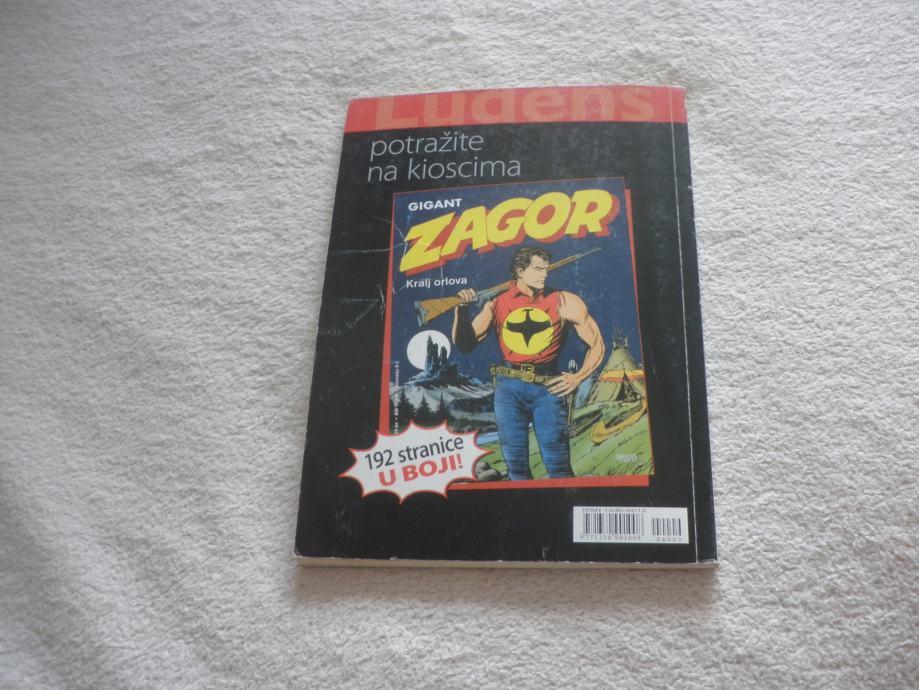 Ludens
potražite
na kioscima
GIGANT
ZAGOR
Kralj orlova
192 stranice
U BOJI!